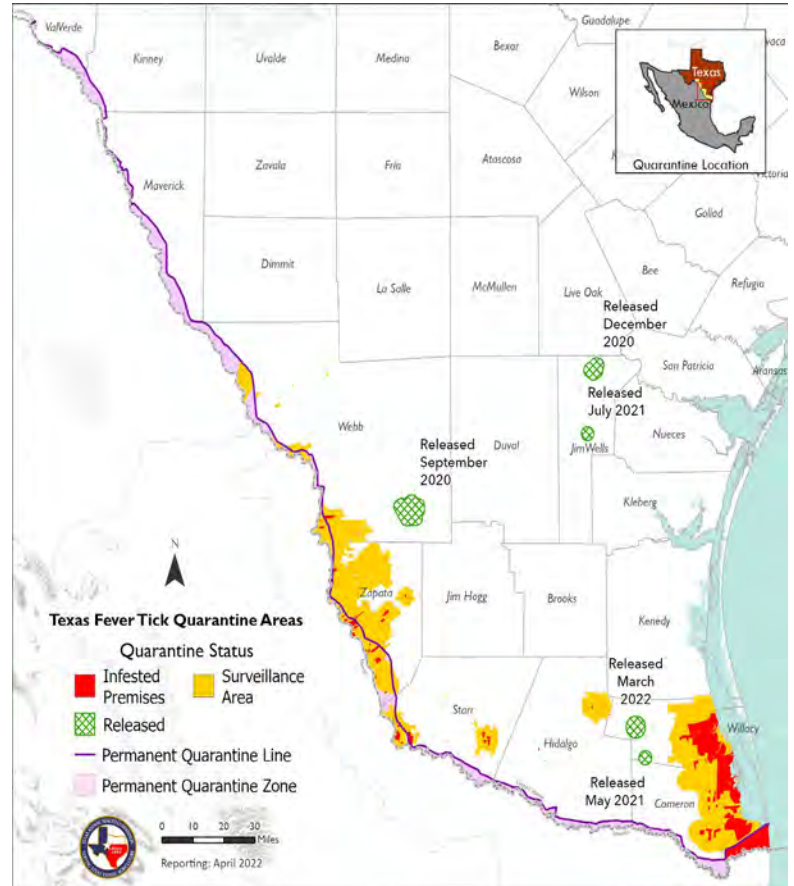 ValVerde
Kinney
Uvalde
Medina
Bexar
Guadalupe
Wilson
Texas
Mexico
Quarantine Location
Maverick
Zavala
Frio
Atascosa
Victoria
Goliad
Dimmit
La Salle
McMullen
Live Oak
Bee
Refugio
Released
December
2020
San Patricio
Aransas
Released
July 2021
Webb
Duval
Jim Wells
Nueces
Released
September
2020
Kleberg
N
Zapata
Jim Hogg
Brooks
Kenedy
Texas Fever Tick Quarantine Areas
Quarantine Status
Infested
Premises
Surveillance
Area
Released
Permanent Quarantine Line
Permanent Quarantine Zone
Released
March
2022
Starr
Hidalgo
Willacy
Released
May 2021
Cameron
0 10 20 30
Miles
Reporting: April 2022